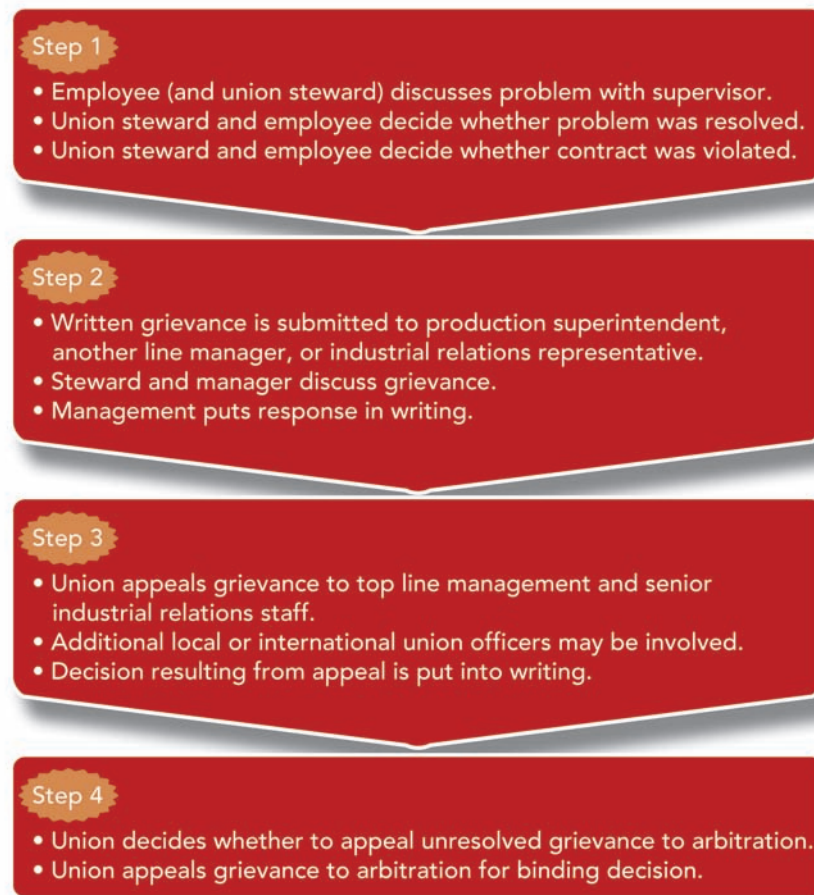 Step 1
• Employee (and union steward) discusses problem with supervisor.
• Union steward and employee decide whether problem was resolved.
• Union steward and employee decide whether contract was violated.
Step 2
• Written grievance is submitted to production superintendent,
another line manager, or industrial relations representative.
• Steward and manager discuss grievance.
• Management puts response in writing.
Step 3
• Union appeals grievance to top line management and senior
industrial relations staff.
• Additional local or international union officers may be involved.
• Decision resulting from appeal is put into writing.
Step 4
• Union decides whether to appeal unresolved grievance to arbitration.
• Union appeals grievance to arbitration for binding decision.